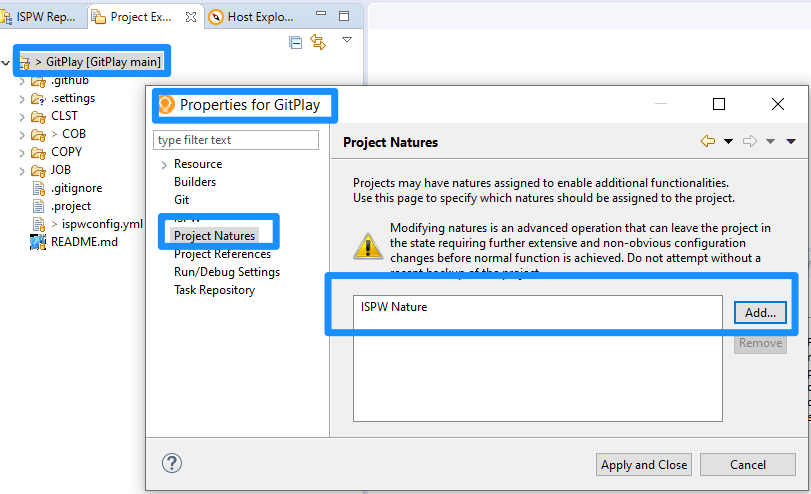 ISPW Rep...
Project Ex...
Host Explo...
> GitPlay [GitPlay main]
.github
.settings
CLST
> COB
COPY
JOB
.gitignore
.project
> ispwconfig.yml
README.md
Properties for GitPlay
type filter text
Resource
Builders
Git
ISPW
Project Natures
Project References
Run/Debug Settings
Task Repository
Project Natures
Projects may have natures assigned to enable additional functionalities.
Use this page to specify which natures should be assigned to the project.
Modifying natures is an advanced operation that can leave the project in
the state requiring further extensive and non-obvious configuration
changes before normal function is achieved. Do not attempt without a
recent backup of the project.
ISPW Nature
Add...
Remove
Apply and Close
Cancel